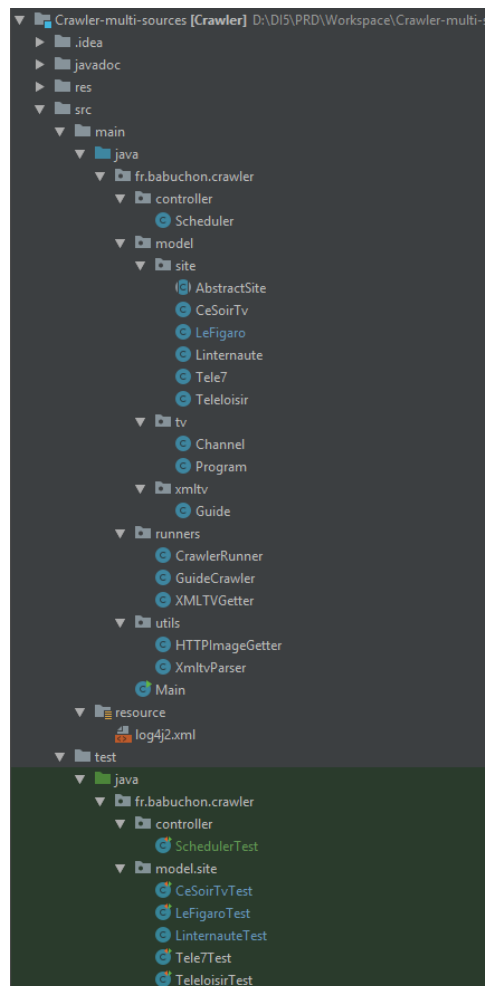 Crawler-multi-sources [Crawler] D:\DI5\PRD\Workspace\Crawler-multi-s
.idea
javadoc
res
src
main
java
fr.babuchon.crawler
controller
Scheduler
model
site
AbstractSite
CeSoirTv
LeFigaro
Linternaute
Tele7
Teleloisir
tv
Channel
Program
xmltv
Guide
runners
CrawlerRunner
GuideCrawler
XMLTVGetter
utils
HTTPImageGetter
XmltvParser
Main
resource
log4j2.xml
test
java
fr.babuchon.crawler
controller
SchedulerTest
model.site
CeSoirTvTest
LeFigaroTest
LinternauteTest
Tele7Test
TeleloisirTest